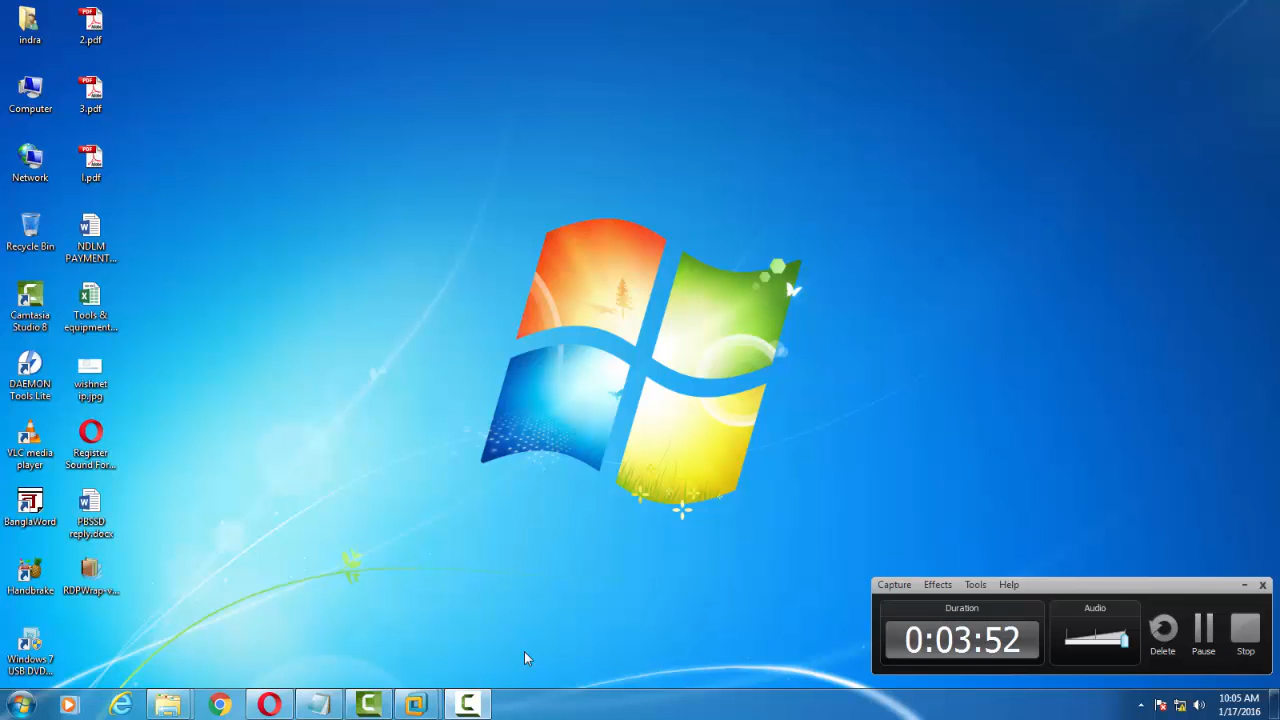 indra
2.pdf
Computer
3.pdf
Network
l.pdf
Recycle Bin
NDLM
PAYMENT...
Camtasia
Studio 8
Tools &
equipment...
DAEMON
Tools Lite
wishnet
ip.jpg
VLC media
player
Register
Sound For...
BanglaWord
PBSSD
reply.docx
Handbrake
RDPWrap-v...
Windows 7
USB DVD...
Capture Effects Tools Help
Duration
0:03:52
Audio
Delete
Pause
Stop
10:05 AM
1/17/2016